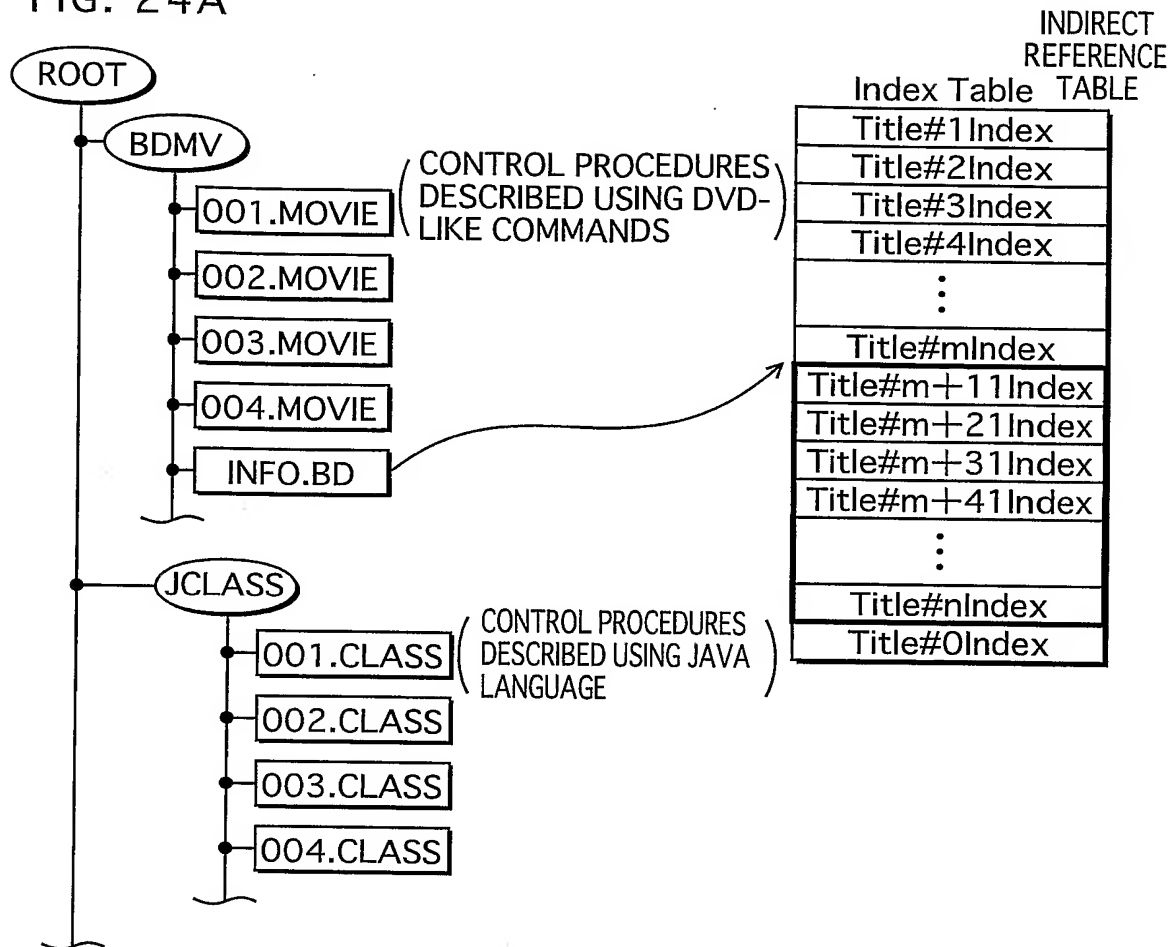 FIG. 24A
ROOT
BDMV
001.MOVIE
(CONTROL PROCEDURES
DESCRIBED USING DVD-
LIKE COMMANDS)
002.MOVIE
003.MOVIE
004.MOVIE
INFO.BD
JCLASS
001.CLASS
(CONTROL PROCEDURES
DESCRIBED USING JAVA
LANGUAGE)
002.CLASS
003.CLASS
004.CLASS
INDIRECT
REFERENCE
TABLE
Index Table
Title#1Index
Title#2Index
Title#3Index
Title#4Index
⋮
Title#mIndex
Title#m+11Index
Title#m+21Index
Title#m+31Index
Title#m+41Index
⋮
Title#nIndex
Title#0Index